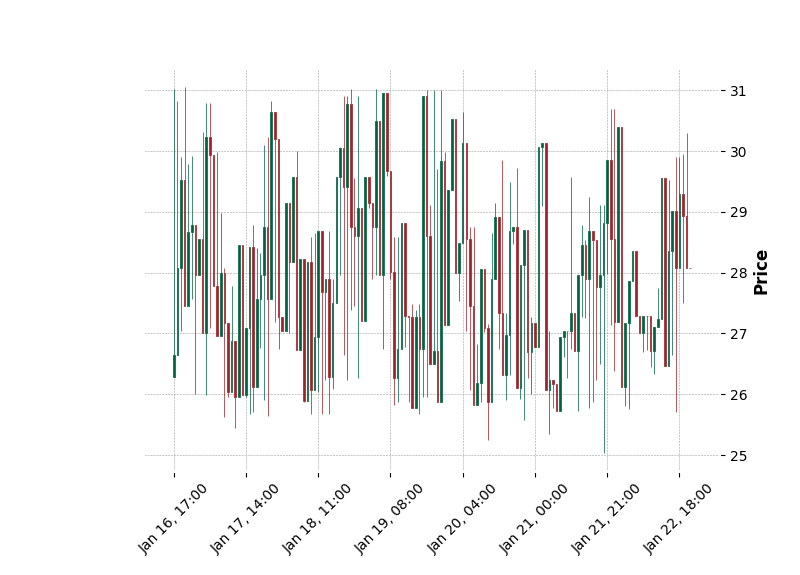 31
30
29
28
27
26
25
Price
Jan 16, 17:00
Jan 17, 14:00
Jan 18, 11:00
Jan 19, 08:00
Jan 20, 04:00
Jan 21, 00:00
Jan 21, 21:00
Jan 22, 18:00